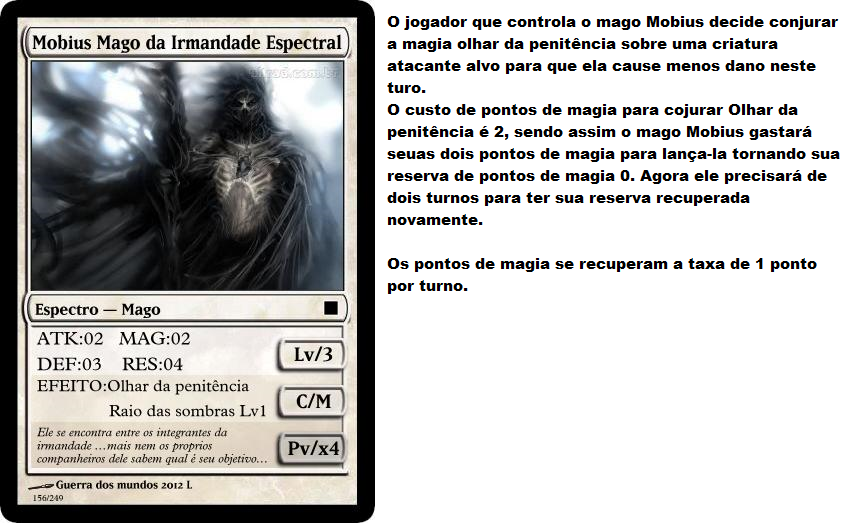 Mobius Mago da Irmandade Espectral
Espectro — Mago
ATK:02 MAG:02
DEF:03 RES:04
EFEITO:Olhar da penitência
Raio das sombras Lv1
Lv/3
C/M
Pv/x4
Ele se encontra entre os integrantes da
irmandade ...mais nem os proprios
companheiros dele sabem qual é seu objetivo...
Guerra dos mundos 2012 L
156/249
O jogador que controla o mago Mobius decide conjurar
a magia olhar da penitência sobre uma criatura
atacante alvo para que ela cause menos dano neste
turo.
O custo de pontos de magia para cojurar Olhar da
penitência é 2, sendo assim o mago Mobius gastará
seuas dois pontos de magia para lança-la tornando sua
reserva de pontos de magia 0. Agora ele precisará de
dois turnos para ter sua reserva recuperada
novamente.
Os pontos de magia se recuperam a taxa de 1 ponto
por turno.